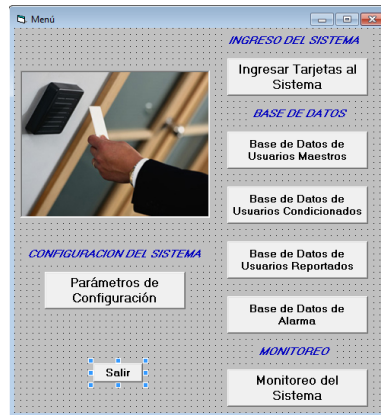 Menú
INGRESO DEL SISTEMA
Ingresar Tarjetas al
Sistema
BASE DE DATOS
Base de Datos de
Usuarios Maestros
Base de Datos de
Usuarios Condicionados
Base de Datos de
Usuarios Reportados
Base de Datos de
Alarma
MONITOREO
Monitoreo del
Sistema
CONFIGURACION DEL SISTEMA
Parámetros de
Configuración
Salir